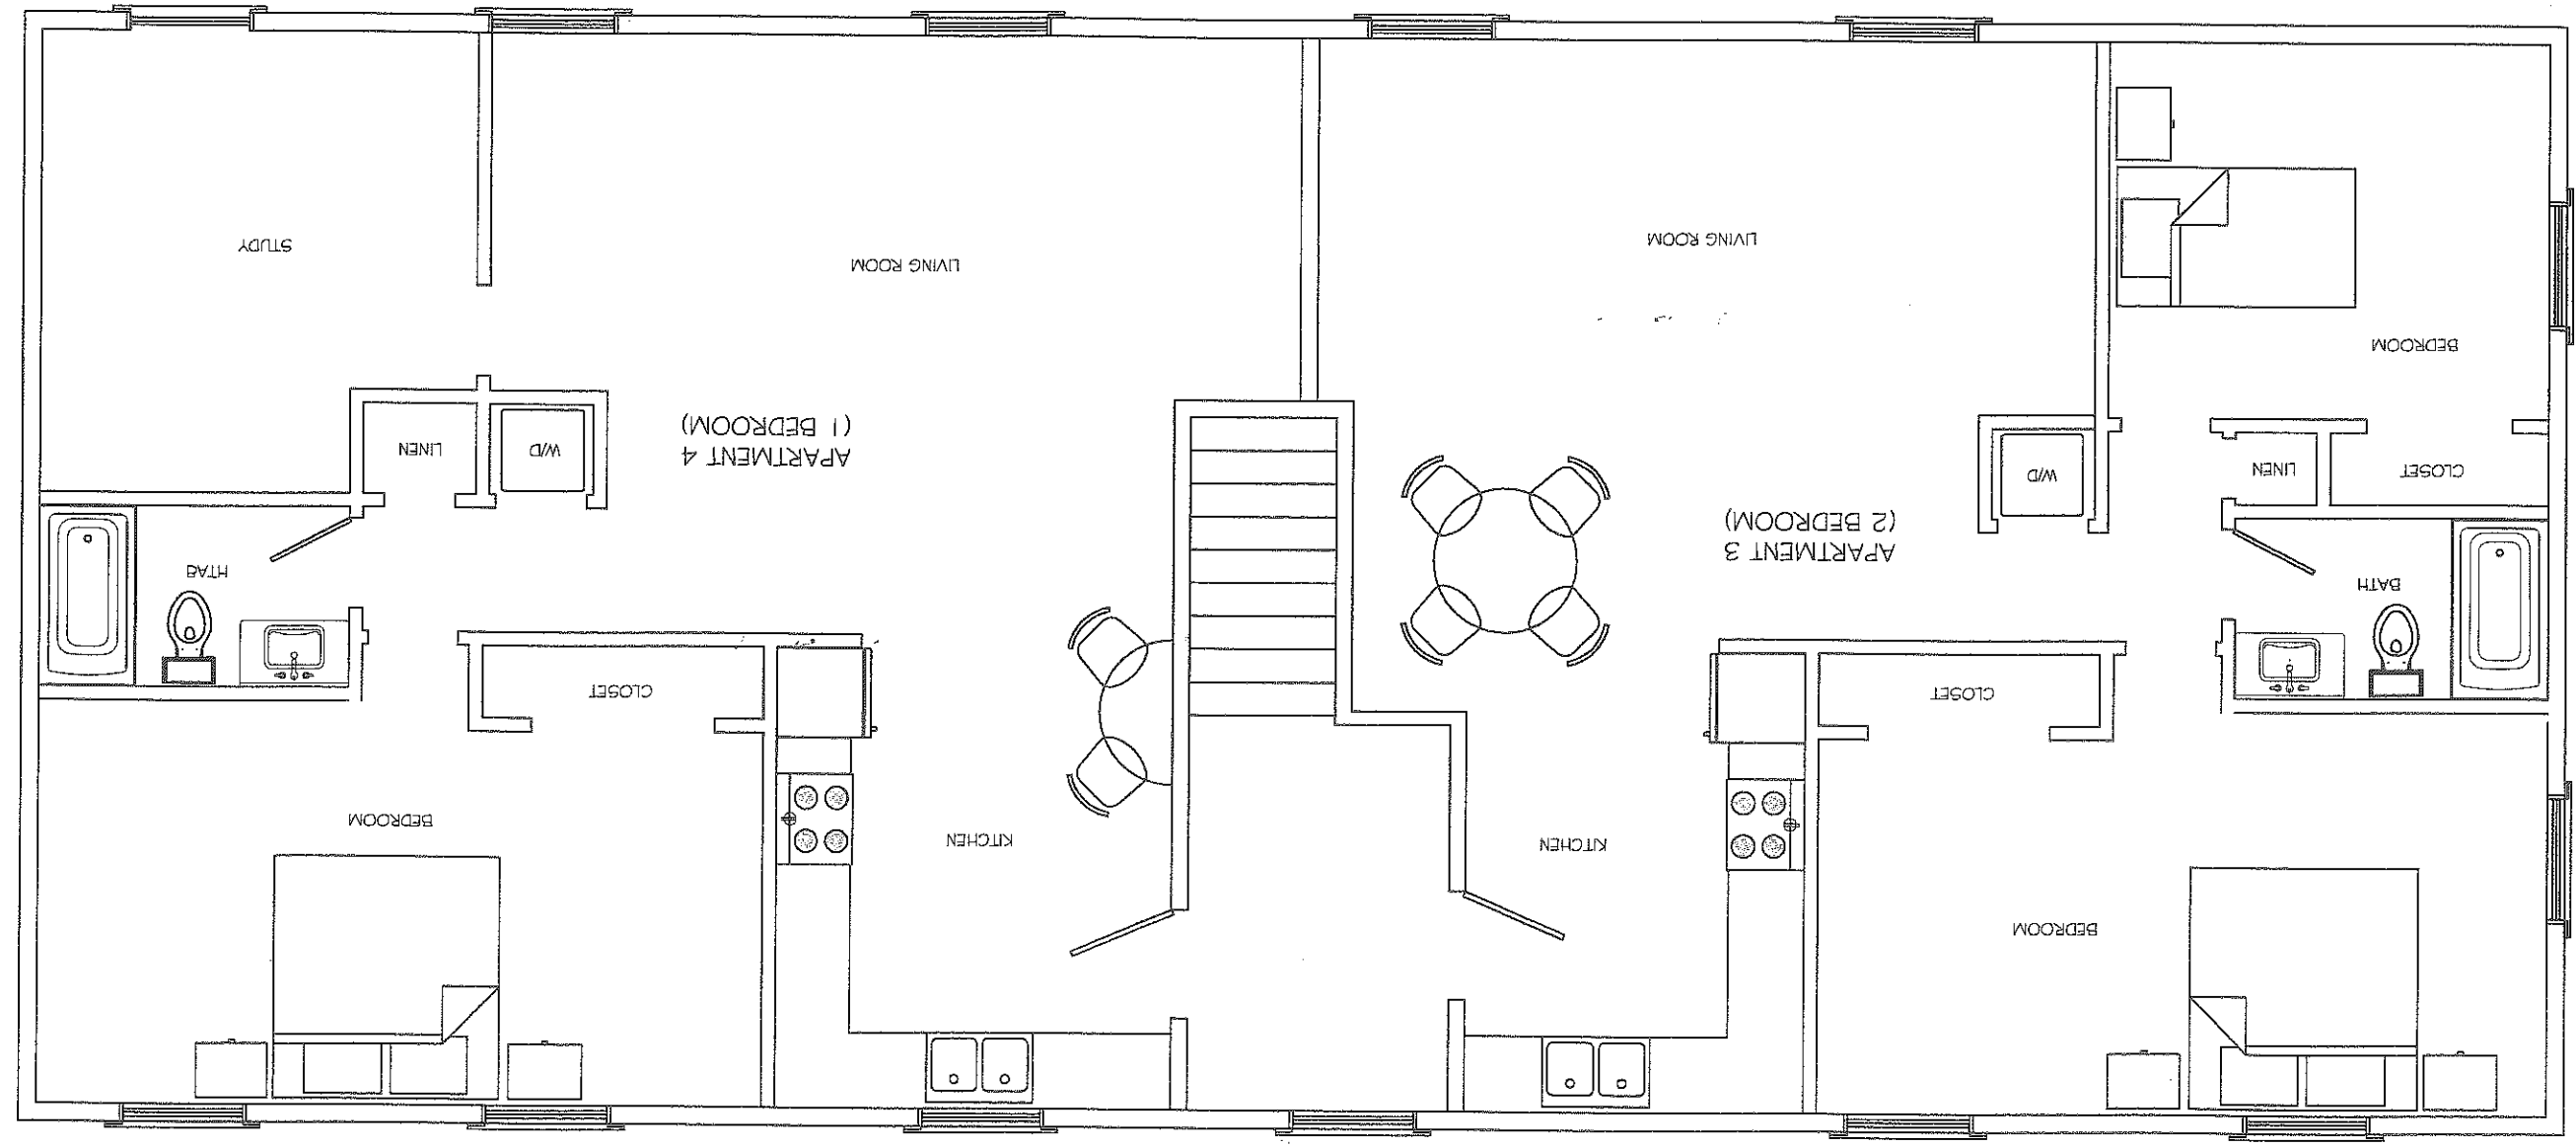 BEDROOM
KITCHEN
KITCHEN
BEDROOM
CLOSET
CLOSET
BATH
BATH
APARTMENT 3
(2 BEDROOM)
CLOSET
LINEN
W/D
APARTMENT 4
(1 BEDROOM)
W/D
LINEN
BEDROOM
LIVING ROOM
LIVING ROOM
STUDY